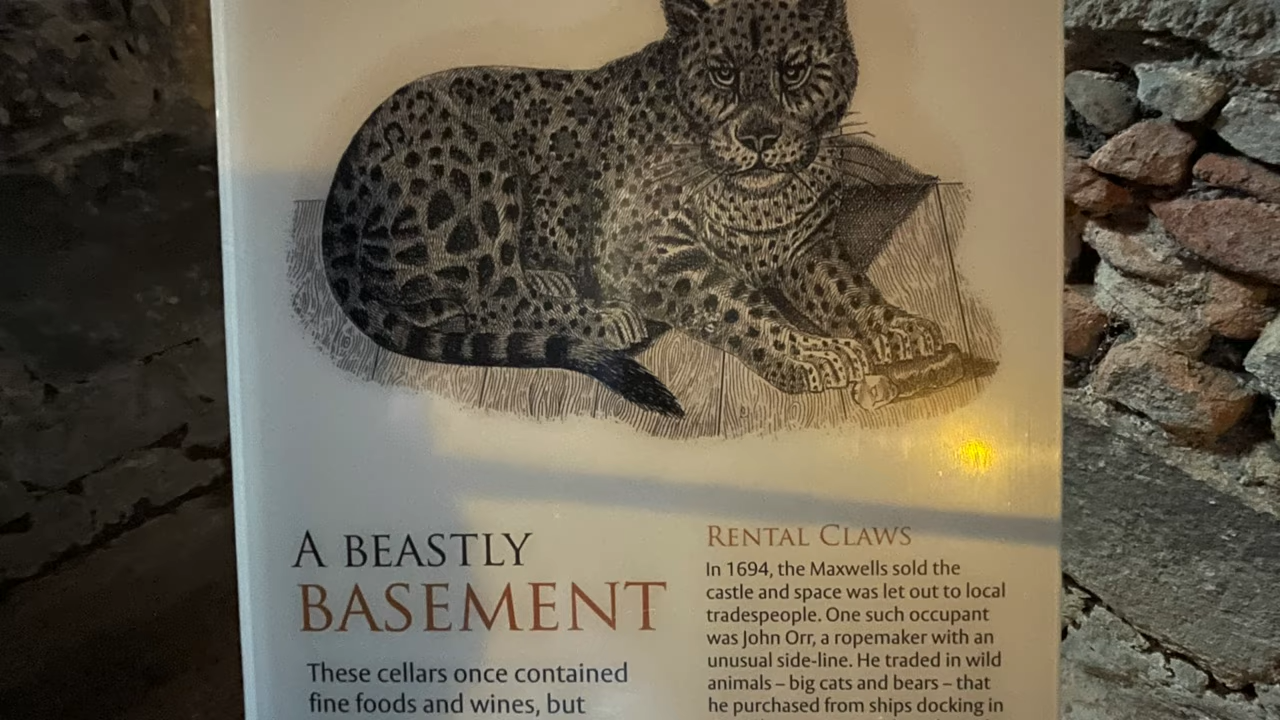 A BEASTLY
BASEMENT
These cellars once contained
fine foods and wines, but
RENTAL CLAWS
In 1694, the Maxwells sold the
castle and space was let out to local
tradespeople. One such occupant
was John Orr, a ropemaker with an
unusual side-line. He traded in wild
animals – big cats and bears – that
he purchased from ships docking in